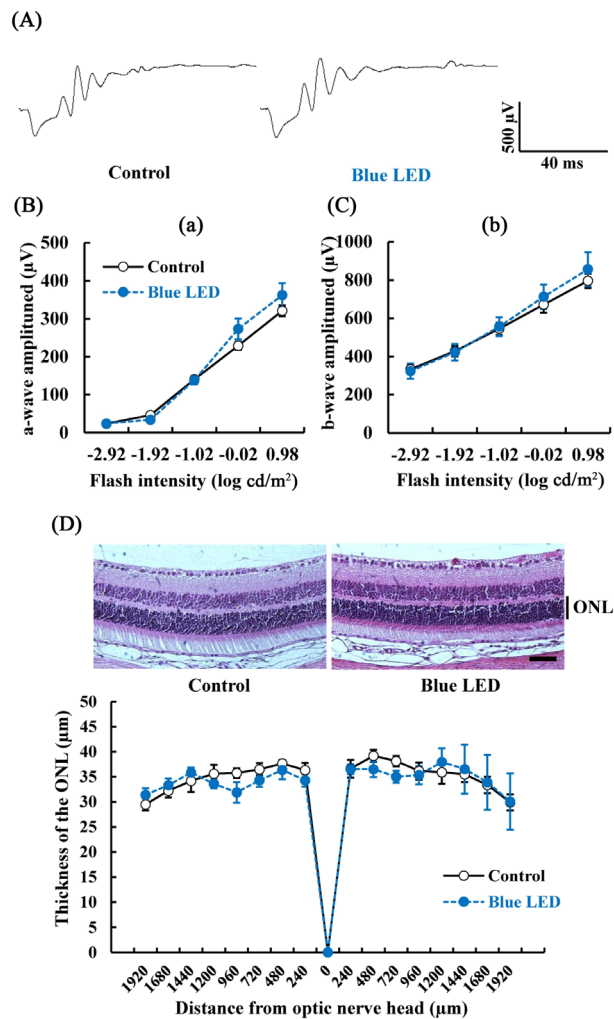 (A)
500 µV
40 ms
Control
Blue LED
(B)
(a)
a-wave amplituned (µV)
500
400
300
200
100
0
Control
Blue LED
-2.92 -1.92 -1.02 -0.02 0.98
Flash intensity (log cd/m²)
(C)
(b)
b-wave amplituned (µV)
1000
800
600
400
200
0
-2.92 -1.92 -1.02 -0.02 0.98
Flash intensity (log cd/m²)
(D)
ONL
Control
Blue LED
Thickness of the ONL (µm)
50
45
40
35
30
25
20
15
10
5
0
Control
Blue LED
1920 1680 1440 1200 960 720 480 240 0 240 480 720 960 1200 1440 1680 1920
Distance from optic nerve head (µm)